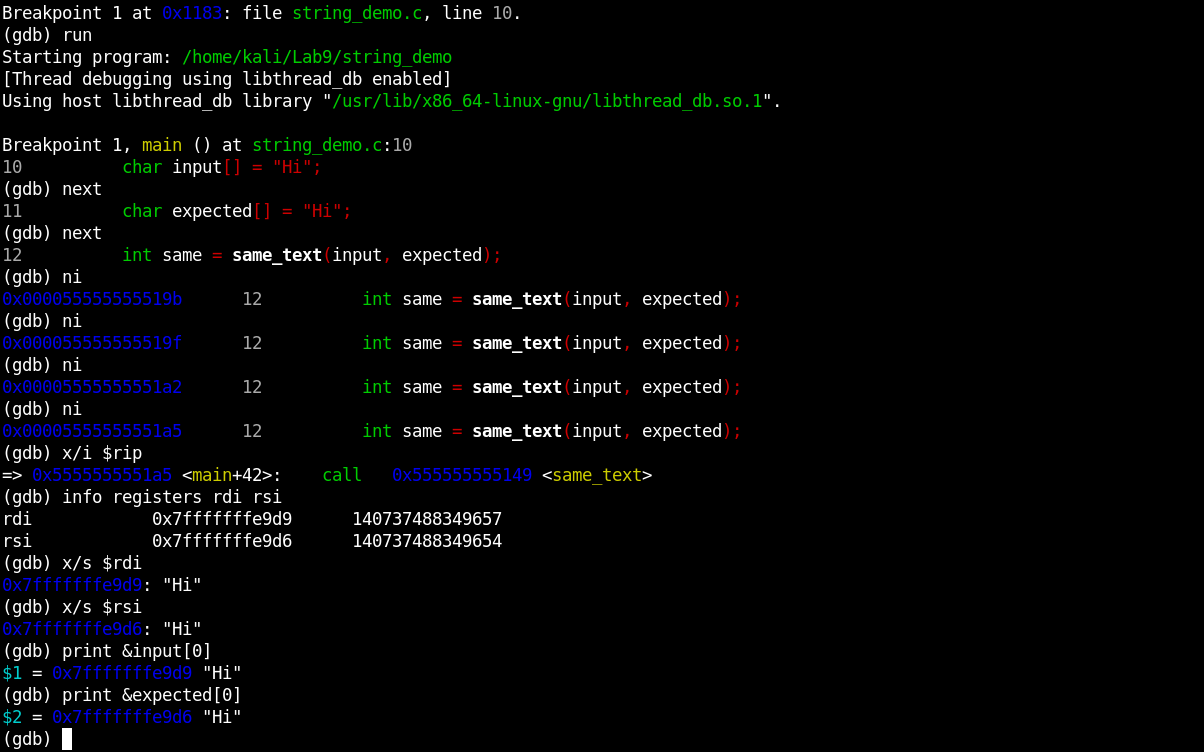 Breakpoint 1 at 0x1183: file string_demo.c, line 10.
(gdb) run
Starting program: /home/kali/Lab9/string_demo
[Thread debugging using libthread_db enabled]
Using host libthread_db library "/usr/lib/x86_64-linux-gnu/libthread_db.so.1".

Breakpoint 1, main () at string_demo.c:10
10          char input[] = "Hi";
(gdb) next
11          char expected[] = "Hi";
(gdb) next
12          int same = same_text(input, expected);
(gdb) ni
0x000055555555519b      12          int same = same_text(input, expected);
(gdb) ni
0x000055555555519f      12          int same = same_text(input, expected);
(gdb) ni
0x00005555555551a2      12          int same = same_text(input, expected);
(gdb) ni
0x00005555555551a5      12          int same = same_text(input, expected);
(gdb) x/i $rip
=> 0x5555555551a5 <main+42>:    call   0x555555555149 <same_text>
(gdb) info registers rdi rsi
rdi            0x7fffffffe9d9      140737488349657
rsi            0x7fffffffe9d6      140737488349654
(gdb) x/s $rdi
0x7fffffffe9d9: "Hi"
(gdb) x/s $rsi
0x7fffffffe9d6: "Hi"
(gdb) print &input[0]
$1 = 0x7fffffffe9d9 "Hi"
(gdb) print &expected[0]
$2 = 0x7fffffffe9d6 "Hi"
(gdb)